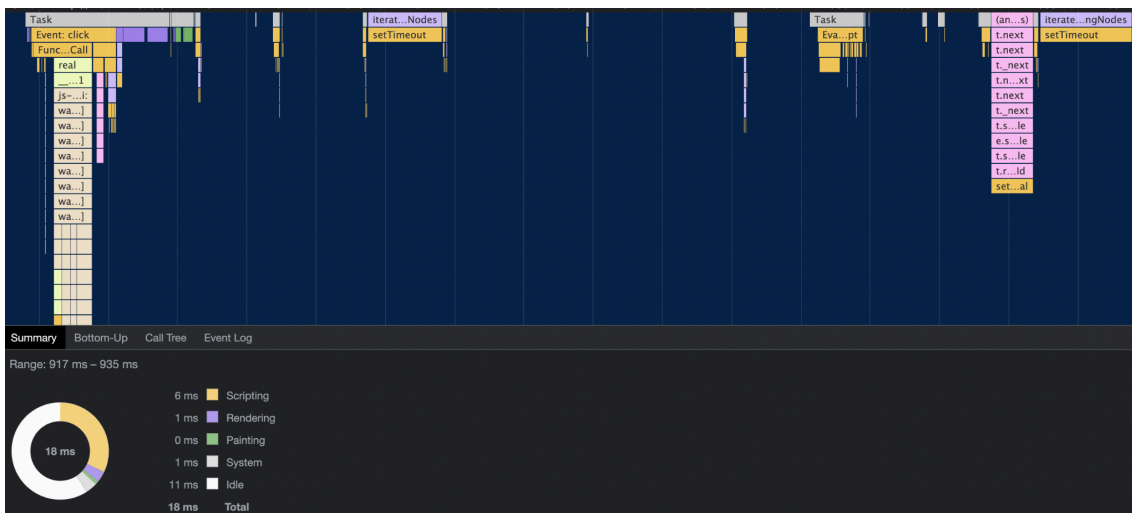 Task iterat...Nodes Task (an...s) iterate...ngNodes
Event: click setTimeout Eva...pt t.next setTimeout
Func...Call t.next
real t._next
__...1 t.n...xt
js-...i: t.next
wa...] t._next
wa...] t.s...le
wa...] e.s...le
wa...] t.s...le
wa...] t.r...ld
wa...] set...al
wa...]
wa...]
Summary Bottom-Up Call Tree Event Log
Range: 917 ms – 935 ms
6 ms Scripting
1 ms Rendering
18 ms
0 ms Painting
1 ms System
11 ms Idle
18 ms Total